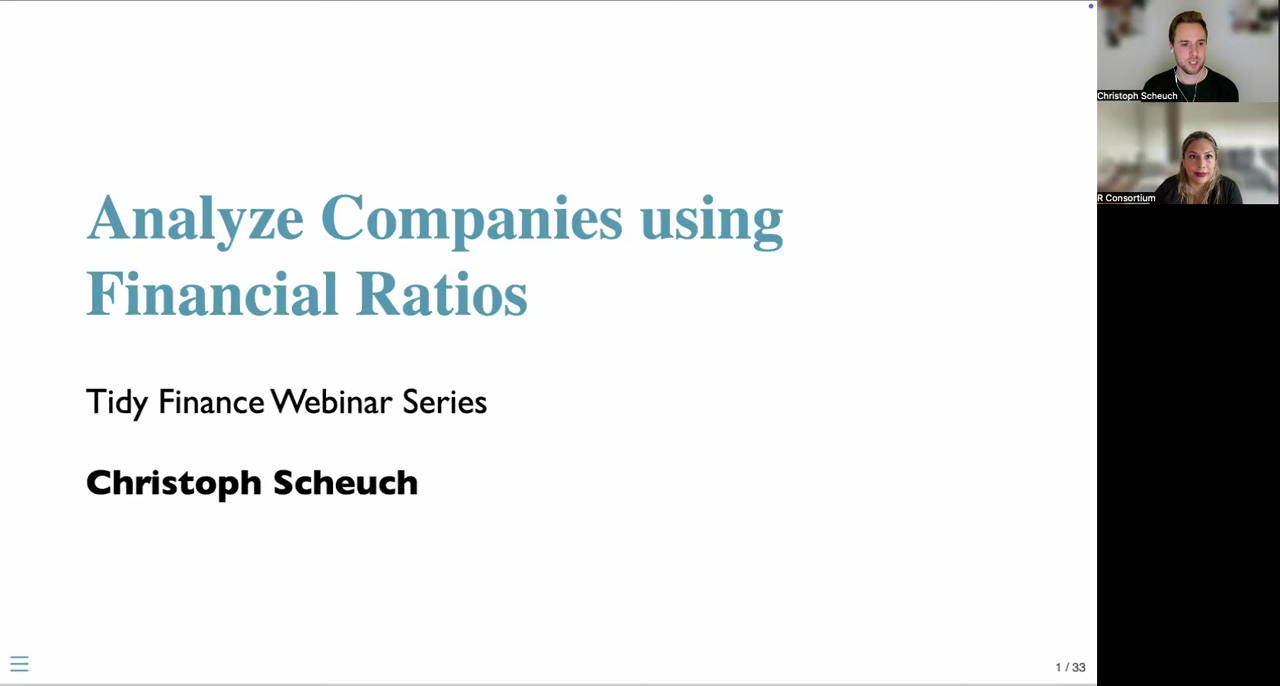 Analyze Companies using
Financial Ratios
Tidy Finance Webinar Series
Christoph Scheuch
1 / 33
Christoph Scheuch
R Consortium